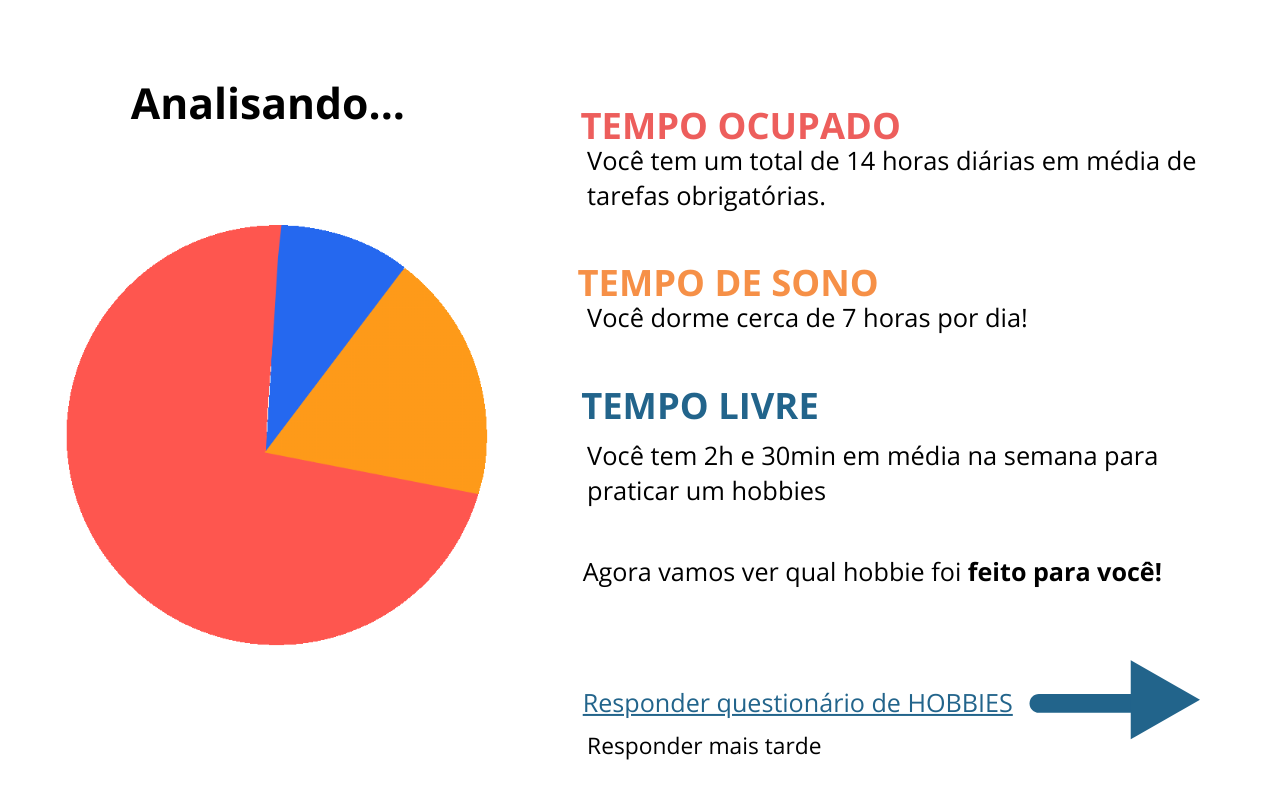 Analisando...
TEMPO OCUPADO
Você tem um total de 14 horas diárias em média de
tarefas obrigatórias.
TEMPO DE SONO
Você dorme cerca de 7 horas por dia!
TEMPO LIVRE
Você tem 2h e 30min em média na semana para
praticar um hobbies
Agora vamos ver qual hobbie foi feito para você!
Responder questionário de HOBBIES
Responder mais tarde